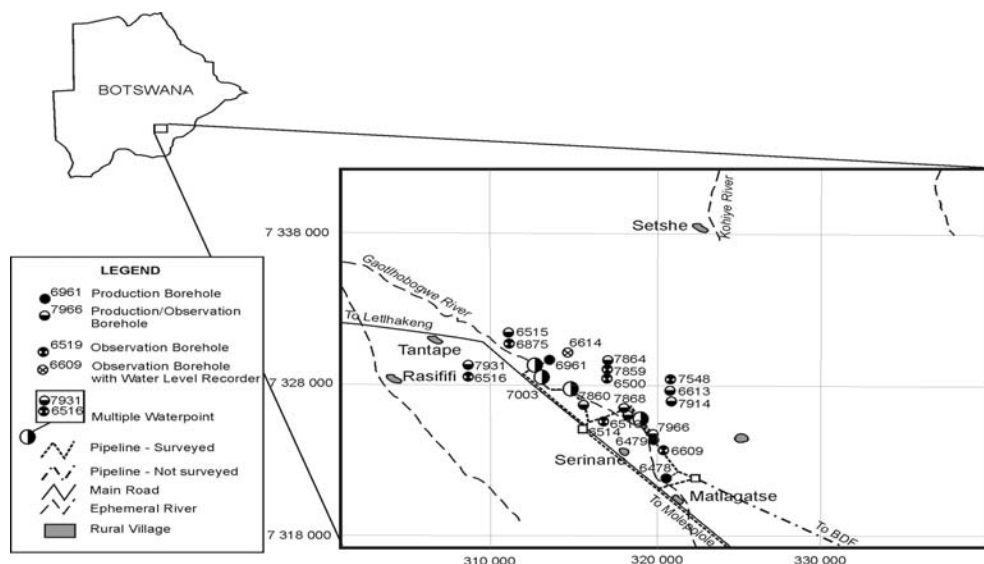 BOTSWANA
LEGEND
6961 Production Borehole
7966 Production/Observation
Borehole
6519 Observation Borehole
6609 Observation Borehole
with Water Level Recorder
7931
6516 Multiple Waterpoint
Pipeline - Surveyed
Pipeline - Not surveyed
Main Road
Ephemeral River
Rural Village
Kohiye River
Setshe
7 338 000
Gaotlhobogwe River
To Letlhakeng
Tantape
6515
6875
6614
6961
7864
7859
6500
Rasififi
7931
6516
7548
6613
7914
7 328 000
7003
7860
7868
6514
7966
6479
6609
Serinane
6478
Matlagatse
To Molepolole
To BDF
7 318 000
310 000
320 000
330 000